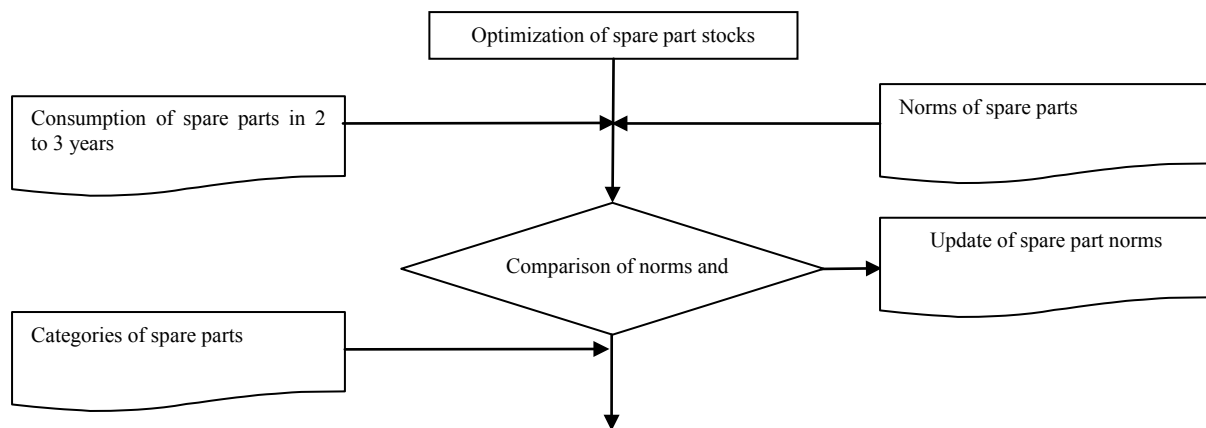 Optimization of spare part stocks
Consumption of spare parts in 2
to 3 years
Norms of spare parts
Comparison of norms and
Update of spare part norms
Categories of spare parts